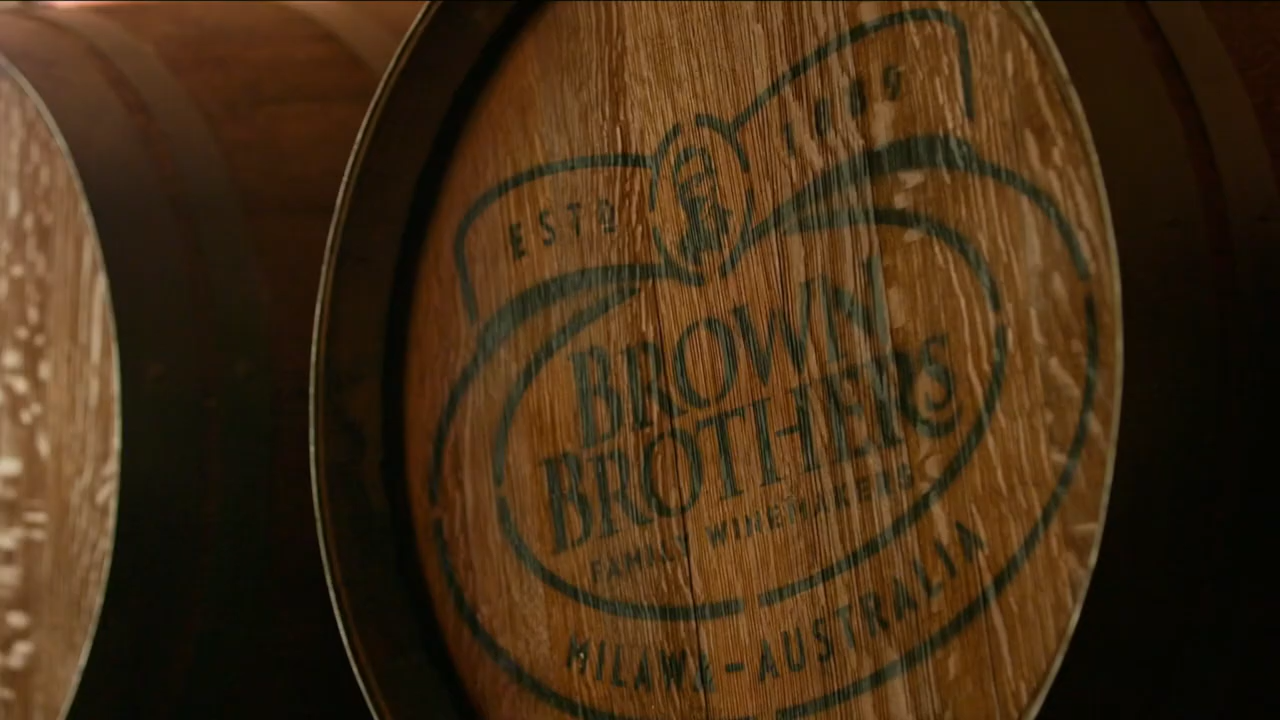 ESTD 1889
BROWN
BROTHERS
FAMILY WINEMAKERS
MILAWA-AUSTRALIA